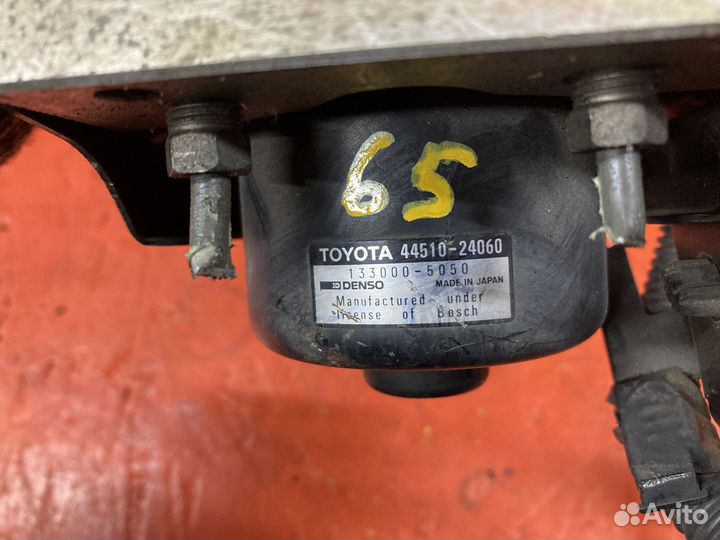 65
TOYOTA 44510-24060
133000-5050
DENSO MADE IN JAPAN
Manufactured under
license of Bosch
Avito